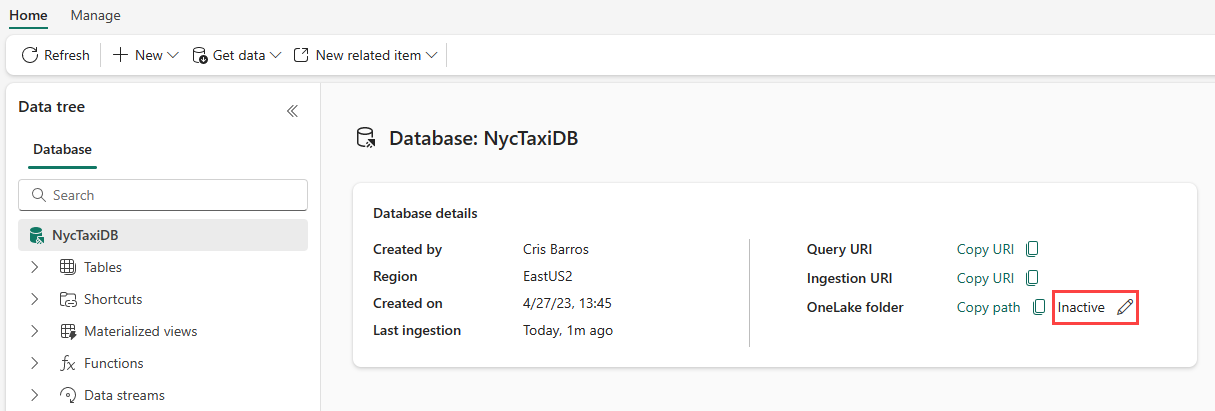 Home Manage
Refresh New Get data New related item
Data tree
Database
Search
NycTaxiDB
Tables
Shortcuts
Materialized views
fx Functions
Data streams
Database: NycTaxiDB
Database details
Created by Cris Barros
Region EastUS2
Created on 4/27/23, 13:45
Last ingestion Today, 1m ago
Query URI Copy URI
Ingestion URI Copy URI
OneLake folder Copy path Inactive